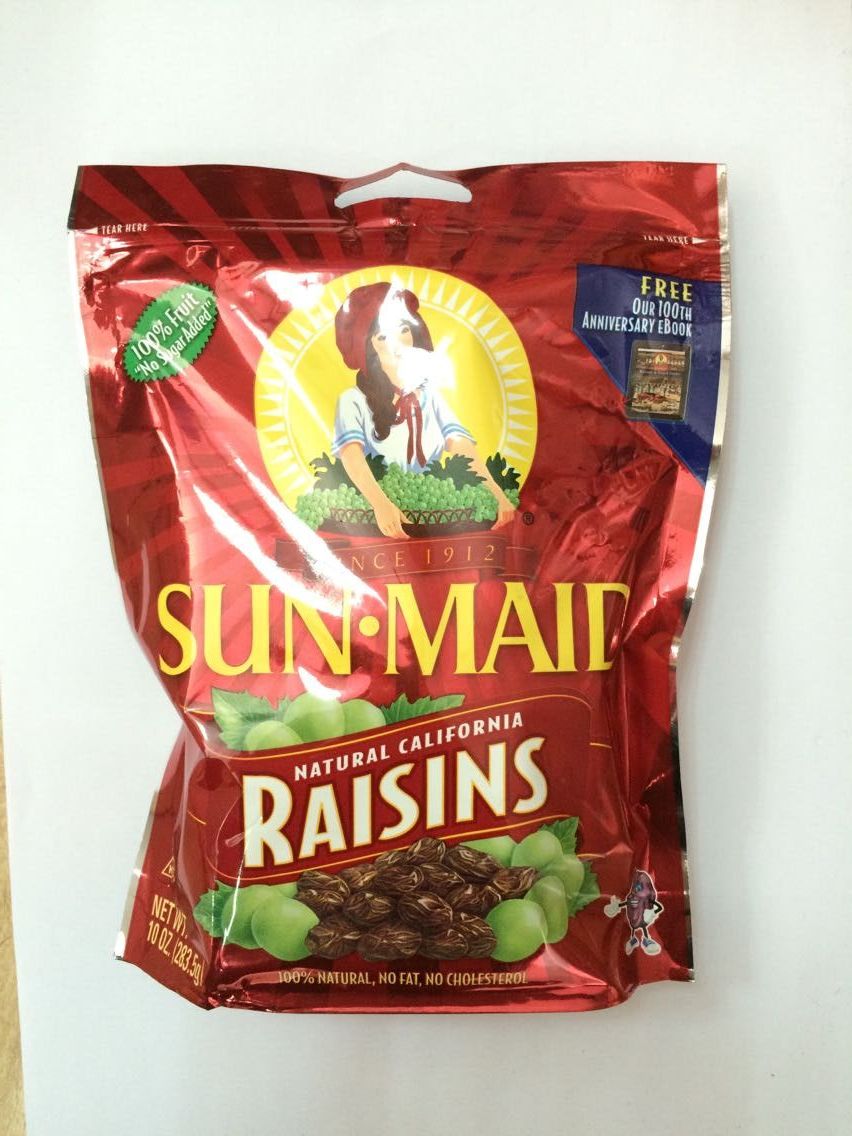 TEAR HERE
TEAR HERE
FREE
OUR 100TH
ANNIVERSARY EBOOK
100% Fruit
"No Sugar Added"
NCE 1912
®
SUN•MAID
NATURAL CALIFORNIA
RAISINS
NET WT.
10 OZ. (283.5g)
100% NATURAL, NO FAT, NO CHOLESTEROL